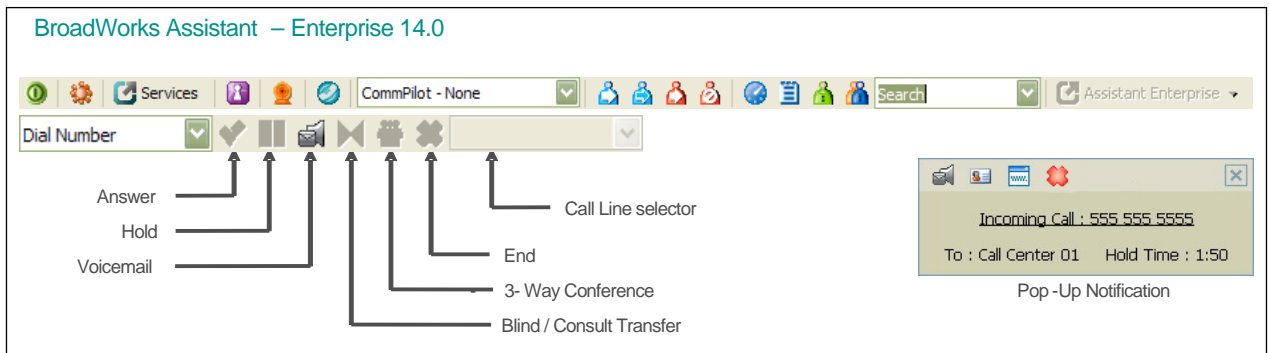 BroadWorks Assistant – Enterprise 14.0
Services CommPilot - None Search Assistant Enterprise
Dial Number
Answer
Hold
Voicemail
Call Line selector
End
3- Way Conference
Blind / Consult Transfer
www.
Incoming Call : 555 555 5555
To : Call Center 01 Hold Time : 1:50
Pop -Up Notification